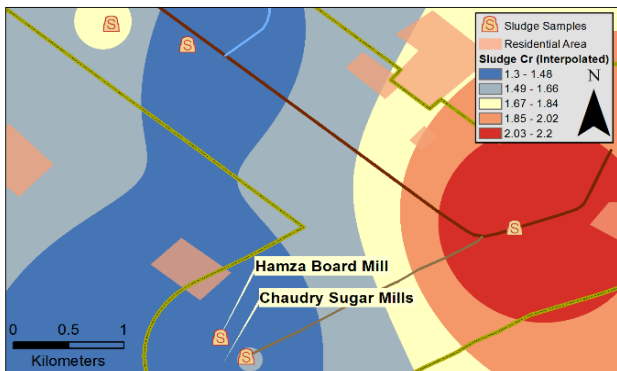 S
S
Sludge Samples
Residential Area
Sludge Cr (Interpolated)
1.3 - 1.48
1.49 - 1.66
1.67 - 1.84
1.85 - 2.02
2.03 - 2.2
N
S
S
Hamza Board Mill
Chaudry Sugar Mills
S
S
0 0.5 1
Kilometers